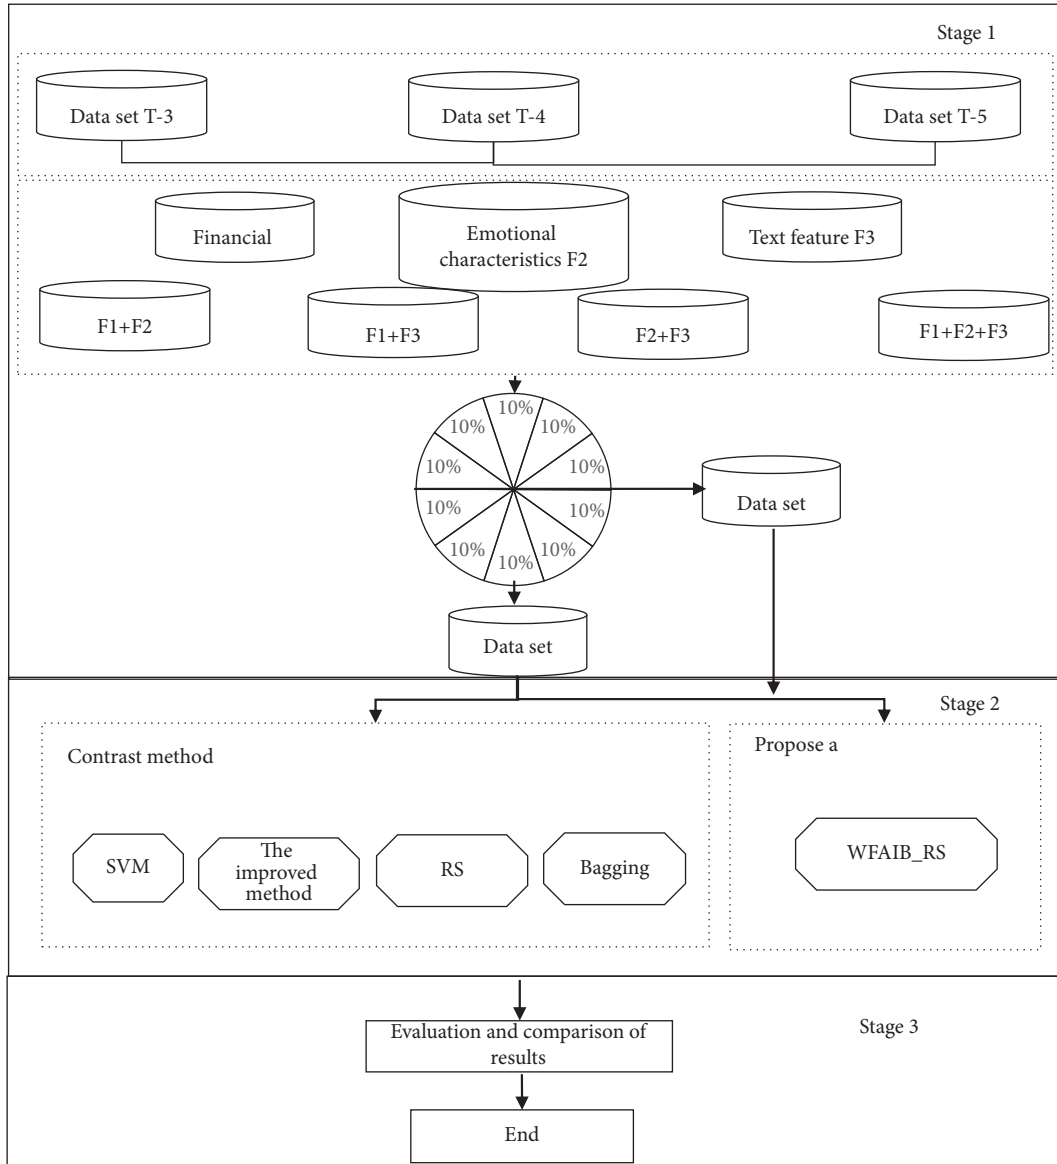 Stage 1
Data set T-3
Data set T-4
Data set T-5
Financial
Emotional
characteristics F2
Text feature F3
F1+F2
F1+F3
F2+F3
F1+F2+F3
10%
10%
10%
10%
10%
10%
10%
10%
10%
10%
Data set
Data set
Stage 2
Contrast method
Propose a
SVM
The
improved
method
RS
Bagging
WFAIB_RS
Stage 3
Evaluation and comparison of
results
End